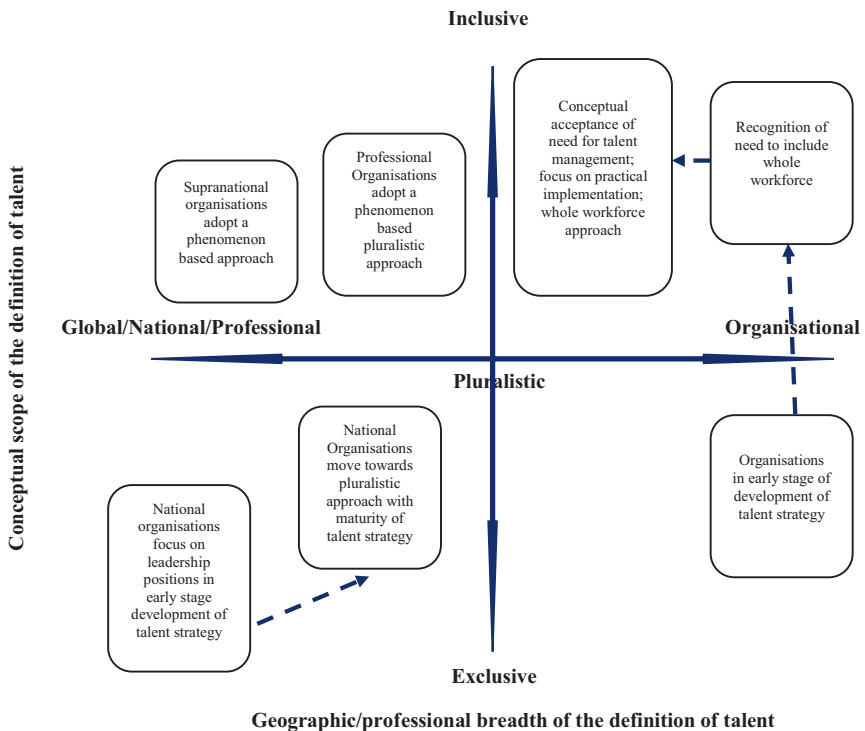 Inclusive
Conceptual scope of the definition of talent
Supranational
organisations
adopt a
phenomenon
based approach
Professional
Organisations
adopt a
phenomenon
based
pluralistic
approach
Conceptual
acceptance of
need for talent
management;
focus on practical
implementation;
whole workforce
approach
Recognition of
need to include
whole
workforce
Global/National/Professional
Organisational
Pluralistic
National
organisations
focus on
leadership
positions in
early stage
development of
talent strategy
National
Organisations
move towards
pluralistic
approach with
maturity of
talent strategy
Organisations
in early stage of
development of
talent strategy
Exclusive
Geographic/professional breadth of the definition of talent